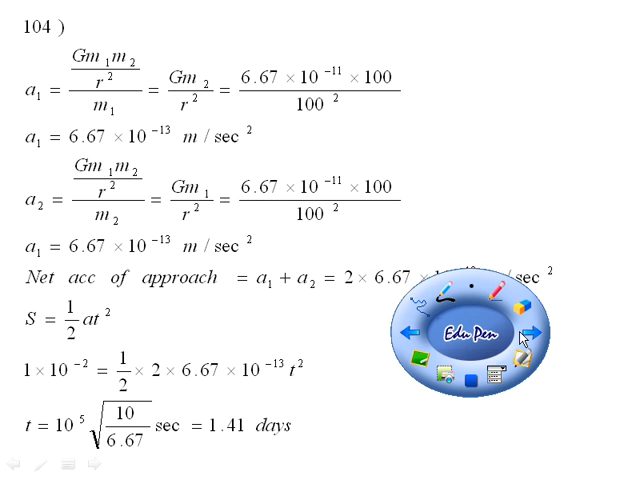 104 )
a₁ = (Gm₁m₂/r²)/m₁ = Gm₂/r² = (6.67 × 10⁻¹¹ × 100)/100²
a₁ = 6.67 × 10⁻¹³ m / sec²
a₂ = (Gm₁m₂/r²)/m₂ = Gm₁/r² = (6.67 × 10⁻¹¹ × 100)/100²
a₁ = 6.67 × 10⁻¹³ m / sec²
Net acc of approach = a₁ + a₂ = 2 × 6.67 × / sec²
S = 1/2 at²
Edu Pen
1 × 10⁻² = 1/2 × 2 × 6.67 × 10⁻¹³ t²
t = 10⁵ √(10/6.67) sec = 1.41 days